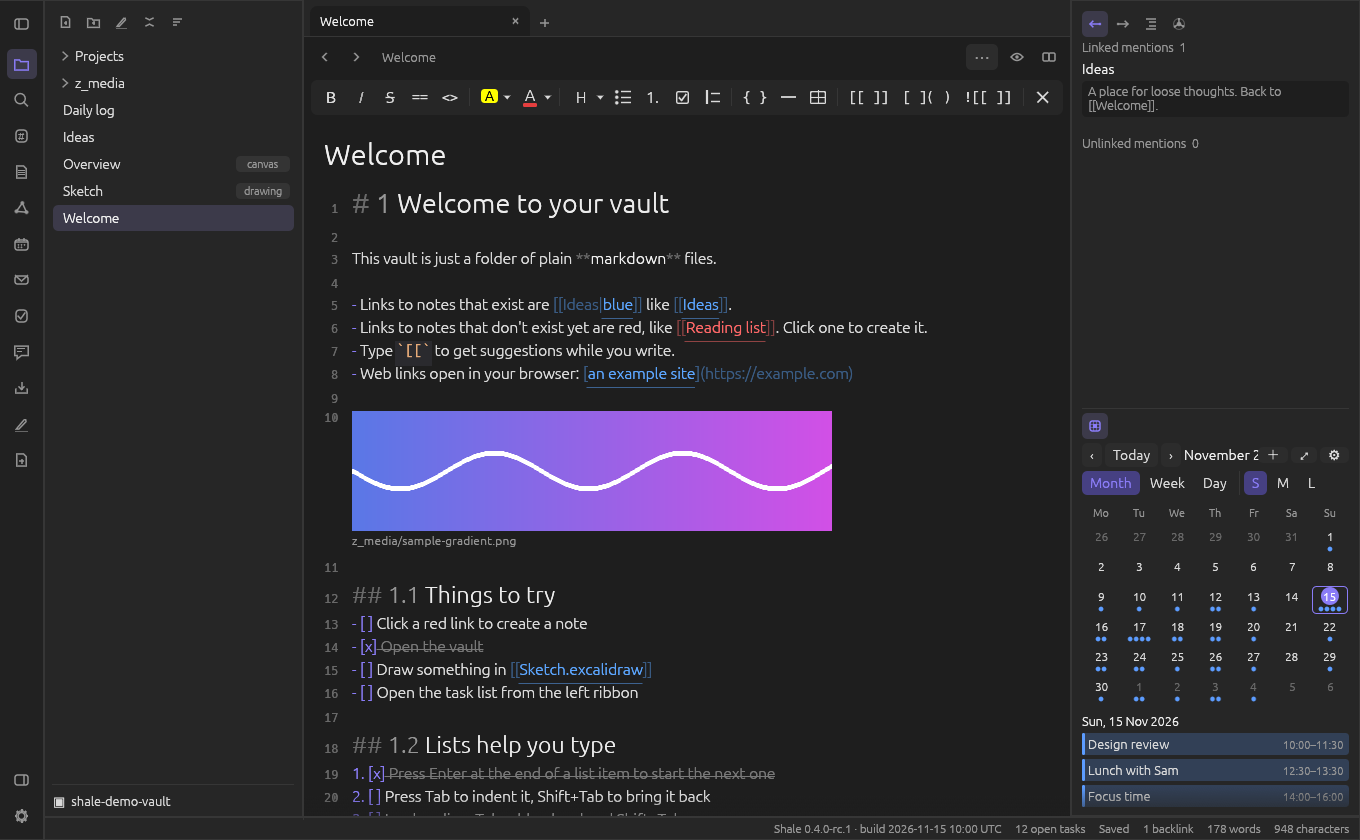 Projects
z_media
Daily log
Ideas
Overview canvas
Sketch drawing
Welcome
shale-demo-vault
Welcome × +
Welcome ...
B I S == <> A A H 1. { } — [[ ]] [ ]( ) ![[ ]]
Welcome
1 # 1 Welcome to your vault
2
3 This vault is just a folder of plain **markdown** files.
4
5 - Links to notes that exist are [[Ideas|blue]] like [[Ideas]].
6 - Links to notes that don't exist yet are red, like [[Reading list]]. Click one to create it.
7 - Type `[[` to get suggestions while you write.
8 - Web links open in your browser: [an example site](https://example.com)
9
10
z_media/sample-gradient.png
11
12 ## 1.1 Things to try
13 - [ ] Click a red link to create a note
14 - [x] Open the vault
15 - [ ] Draw something in [[Sketch.excalidraw]]
16 - [ ] Open the task list from the left ribbon
17
18 ## 1.2 Lists help you type
19 1. [x] Press Enter at the end of a list item to start the next one
20 2. [ ] Press Tab to indent it, Shift+Tab to bring it back
Linked mentions 1
Ideas
A place for loose thoughts. Back to
[[Welcome]].
Unlinked mentions 0
‹ Today › November 2 +
Month Week Day S M L
Mo Tu We Th Fr Sa Su
26 27 28 29 30 31 1
2 3 4 5 6 7 8
9 10 11 12 13 14 15
16 17 18 19 20 21 22
23 24 25 26 27 28 29
30 1 2 3 4 5 6
Sun, 15 Nov 2026
Design review 10:00–11:30
Lunch with Sam 12:30–13:30
Focus time 14:00–16:00
Shale 0.4.0-rc.1 · build 2026-11-15 10:00 UTC 12 open tasks Saved 1 backlink 178 words 948 characters